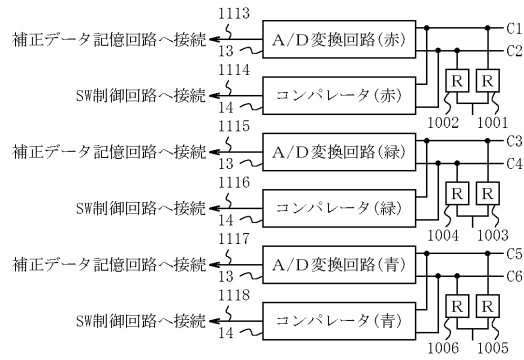 1113
補正データ記憶回路へ接続
13
A/D変換回路(赤)
C1
C2
1114
SW制御回路へ接続
14
コンパレータ(赤)
R
R
1002
1001
1115
補正データ記憶回路へ接続
13
A/D変換回路(緑)
C3
C4
1116
SW制御回路へ接続
14
コンパレータ(緑)
R
R
1004
1003
1117
補正データ記憶回路へ接続
13
A/D変換回路(青)
C5
C6
1118
SW制御回路へ接続
14
コンパレータ(青)
R
R
1006
1005